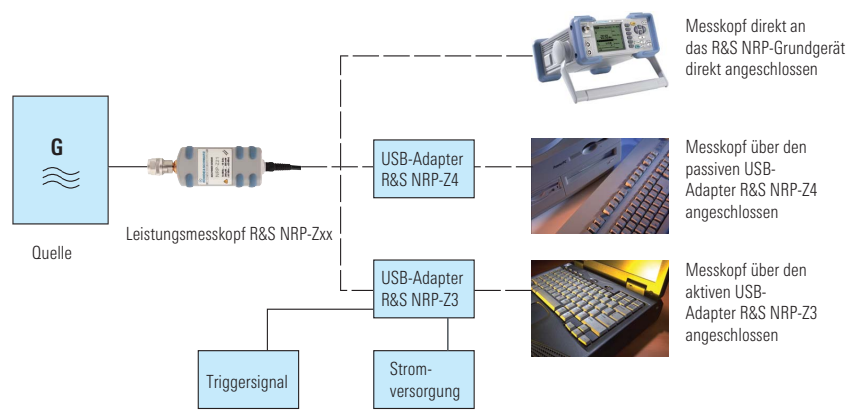 Messkopf direkt an
das R&S NRP-Grundgerät
direkt angeschlossen
G
Quelle
Leistungsmesskopf R&S NRP-Zxx
USB-Adapter
R&S NRP-Z4
Messkopf über den
passiven USB-
Adapter R&S NRP-Z4
angeschlossen
USB-Adapter
R&S NRP-Z3
Messkopf über den
aktiven USB-
Adapter R&S NRP-Z3
angeschlossen
Triggersignal
Strom-
versorgung